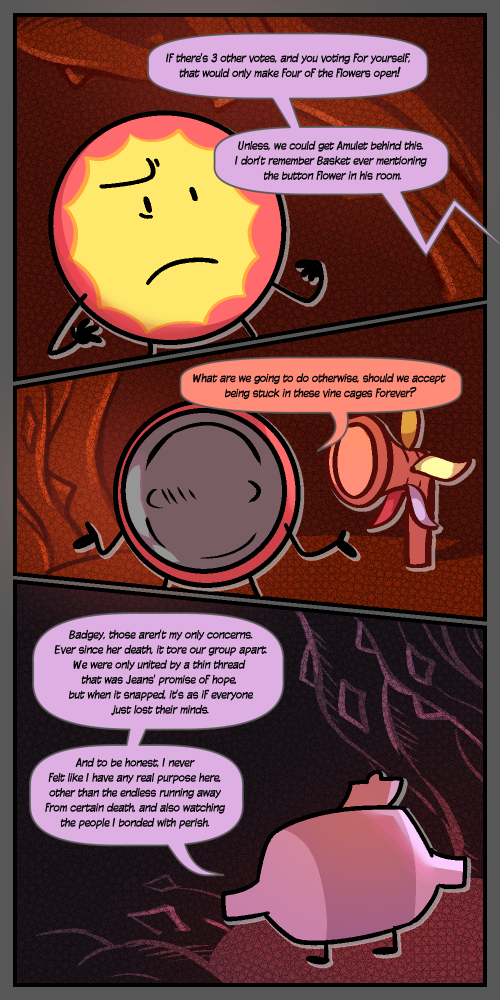 If there's 3 other votes, and you voting for yourself,
that would only make four of the flowers open!
Unless, we could get Amulet behind this.
I don't remember Basket ever mentioning
the button flower in his room.
What are we going to do otherwise, should we accept
being stuck in these vine cages forever?
Badgey, those aren't my only concerns.
Ever since her death, it tore our group apart.
We were only united by a thin thread
that was Jeans' promise of hope,
but when it snapped, it's as if everyone
just lost their minds.
And to be honest, I never
felt like I have any real purpose here,
other than the endless running away
from certain death, and also watching
the people I bonded with perish.